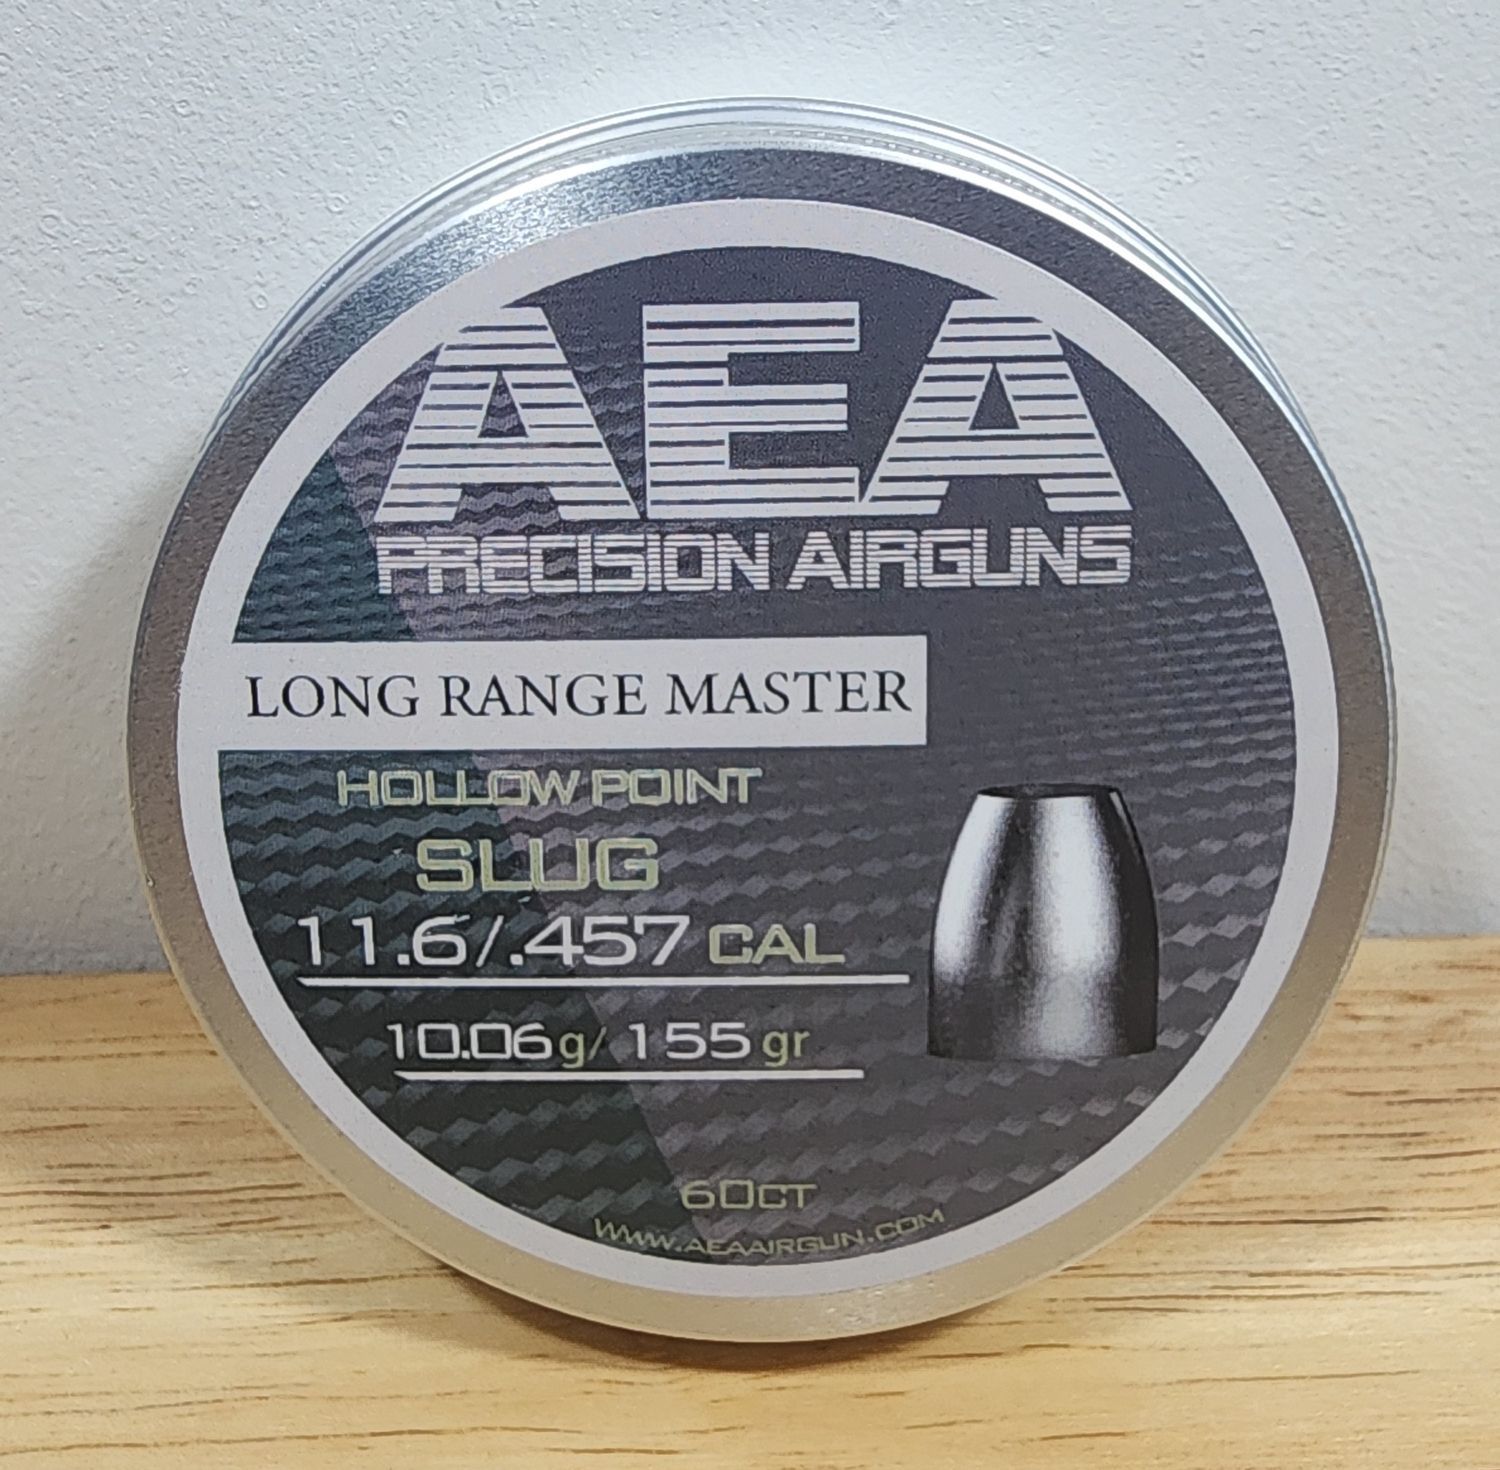 AEA
PRECISION AIRGUNS
LONG RANGE MASTER
HOLLOW POINT
SLUG
11.6/.457 CAL
10.06g/ 155 gr
60CT
WWW.AEAAIRGUN.COM